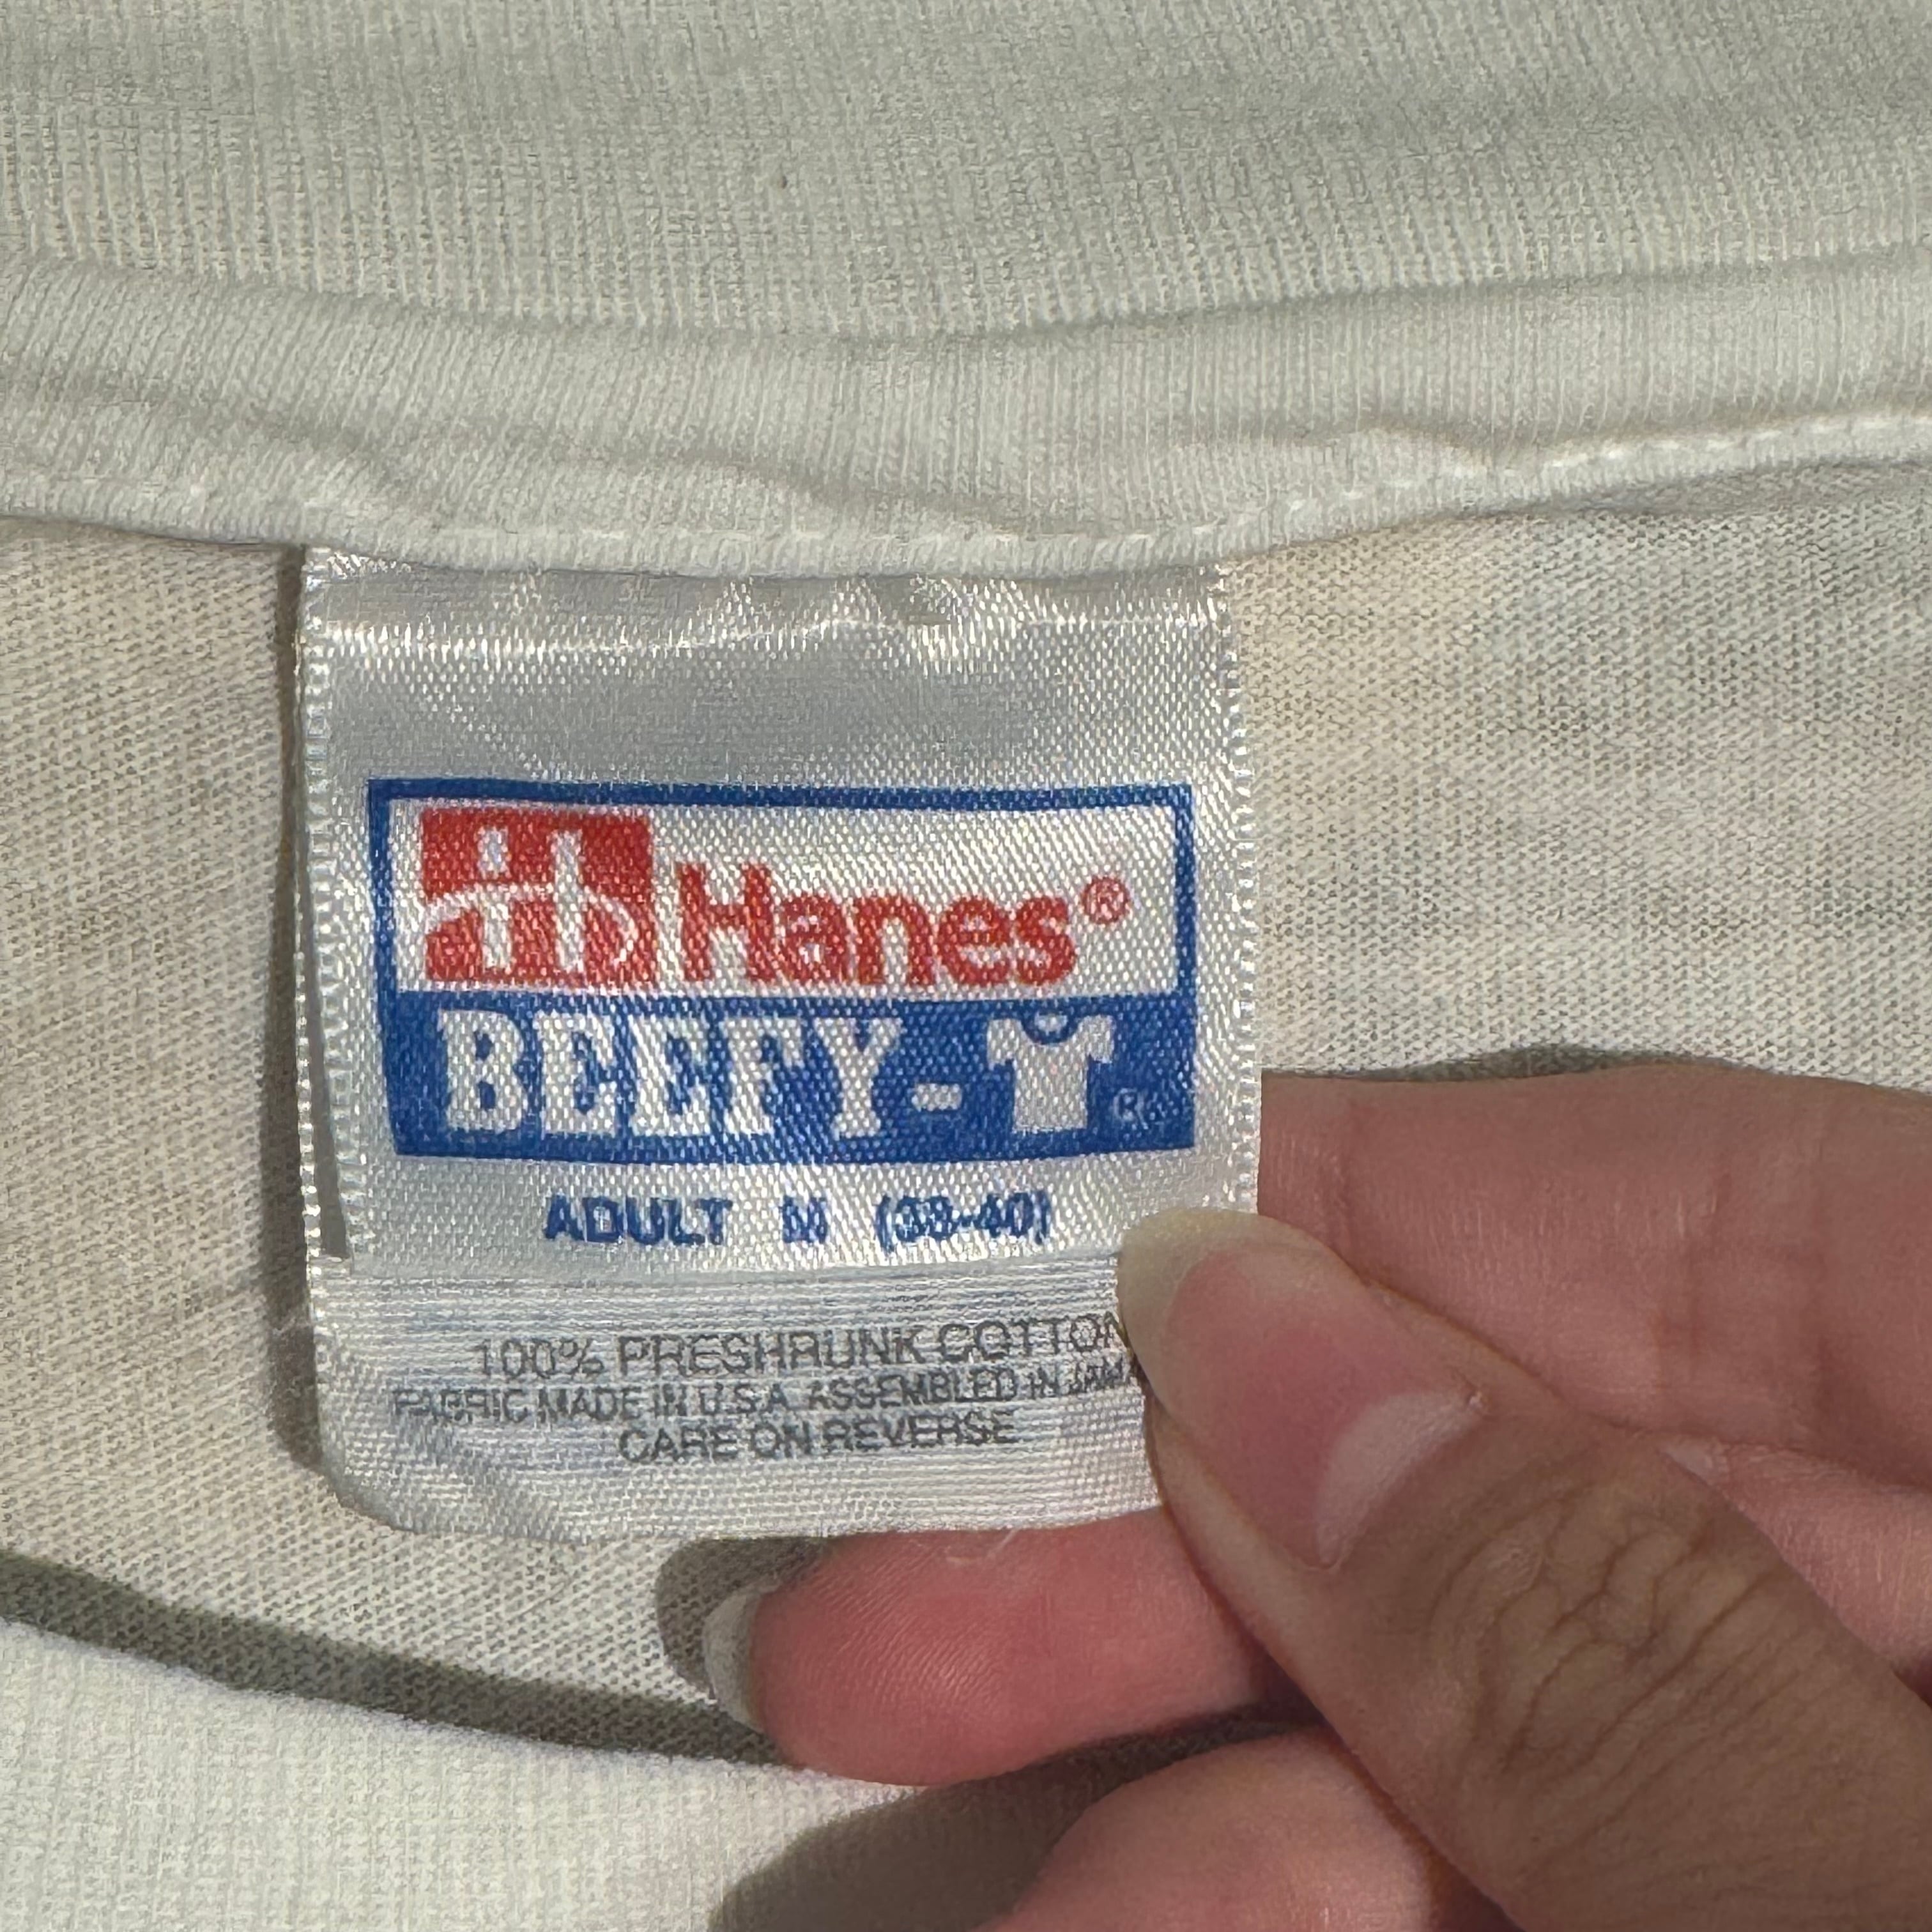 Hanes®
BEEFY-T®
ADULT M (38-40)
100% PRESHRUNK COTTON
FABRIC MADE IN U.S.A. ASSEMBLED IN
CARE ON REVERSE